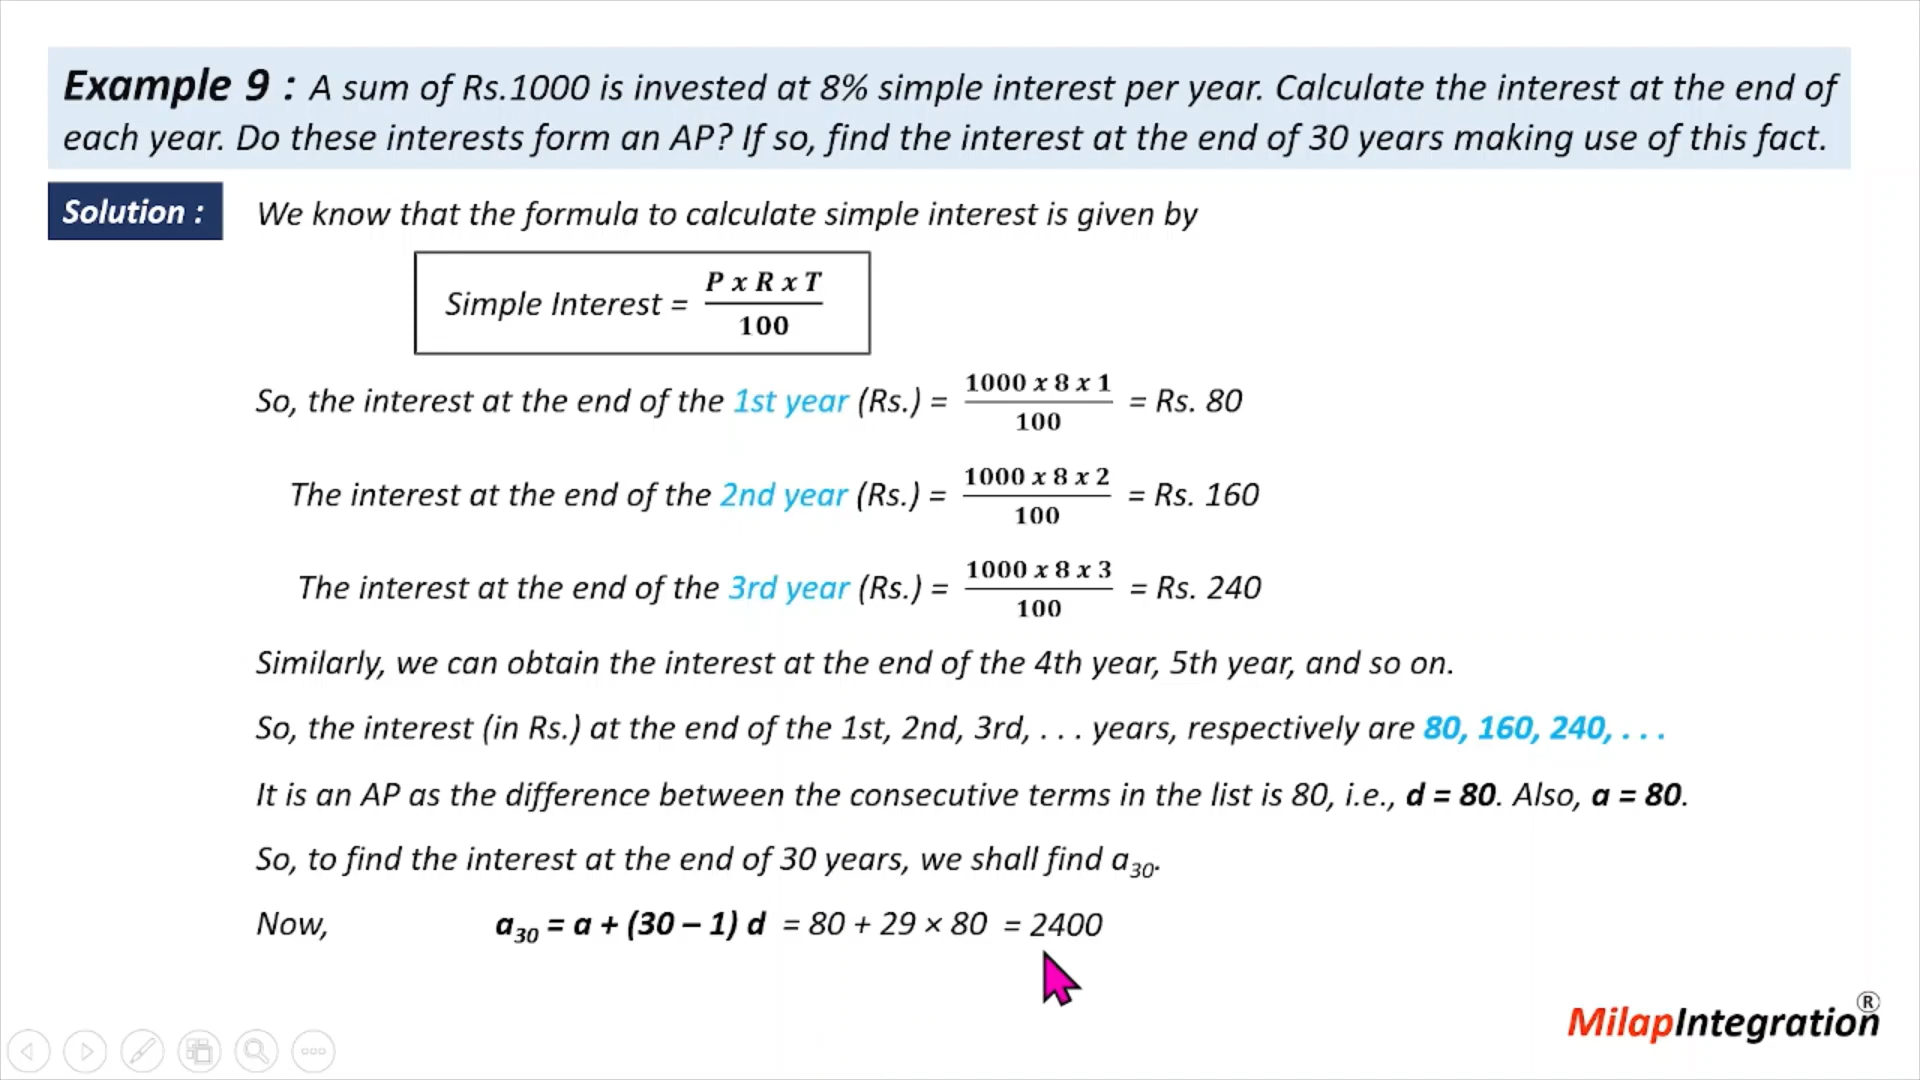 Example 9 : A sum of Rs.1000 is invested at 8% simple interest per year. Calculate the interest at the end of
each year. Do these interests form an AP? If so, find the interest at the end of 30 years making use of this fact.
Solution : We know that the formula to calculate simple interest is given by
Simple Interest = P x R x T / 100
So, the interest at the end of the 1st year (Rs.) = 1000 x 8 x 1 / 100 = Rs. 80
The interest at the end of the 2nd year (Rs.) = 1000 x 8 x 2 / 100 = Rs. 160
The interest at the end of the 3rd year (Rs.) = 1000 x 8 x 3 / 100 = Rs. 240
Similarly, we can obtain the interest at the end of the 4th year, 5th year, and so on.
So, the interest (in Rs.) at the end of the 1st, 2nd, 3rd, . . . years, respectively are 80, 160, 240, . . .
It is an AP as the difference between the consecutive terms in the list is 80, i.e., d = 80. Also, a = 80.
So, to find the interest at the end of 30 years, we shall find a₃₀.
Now, a₃₀ = a + (30 – 1) d = 80 + 29 × 80 = 2400
MilapIntegration®